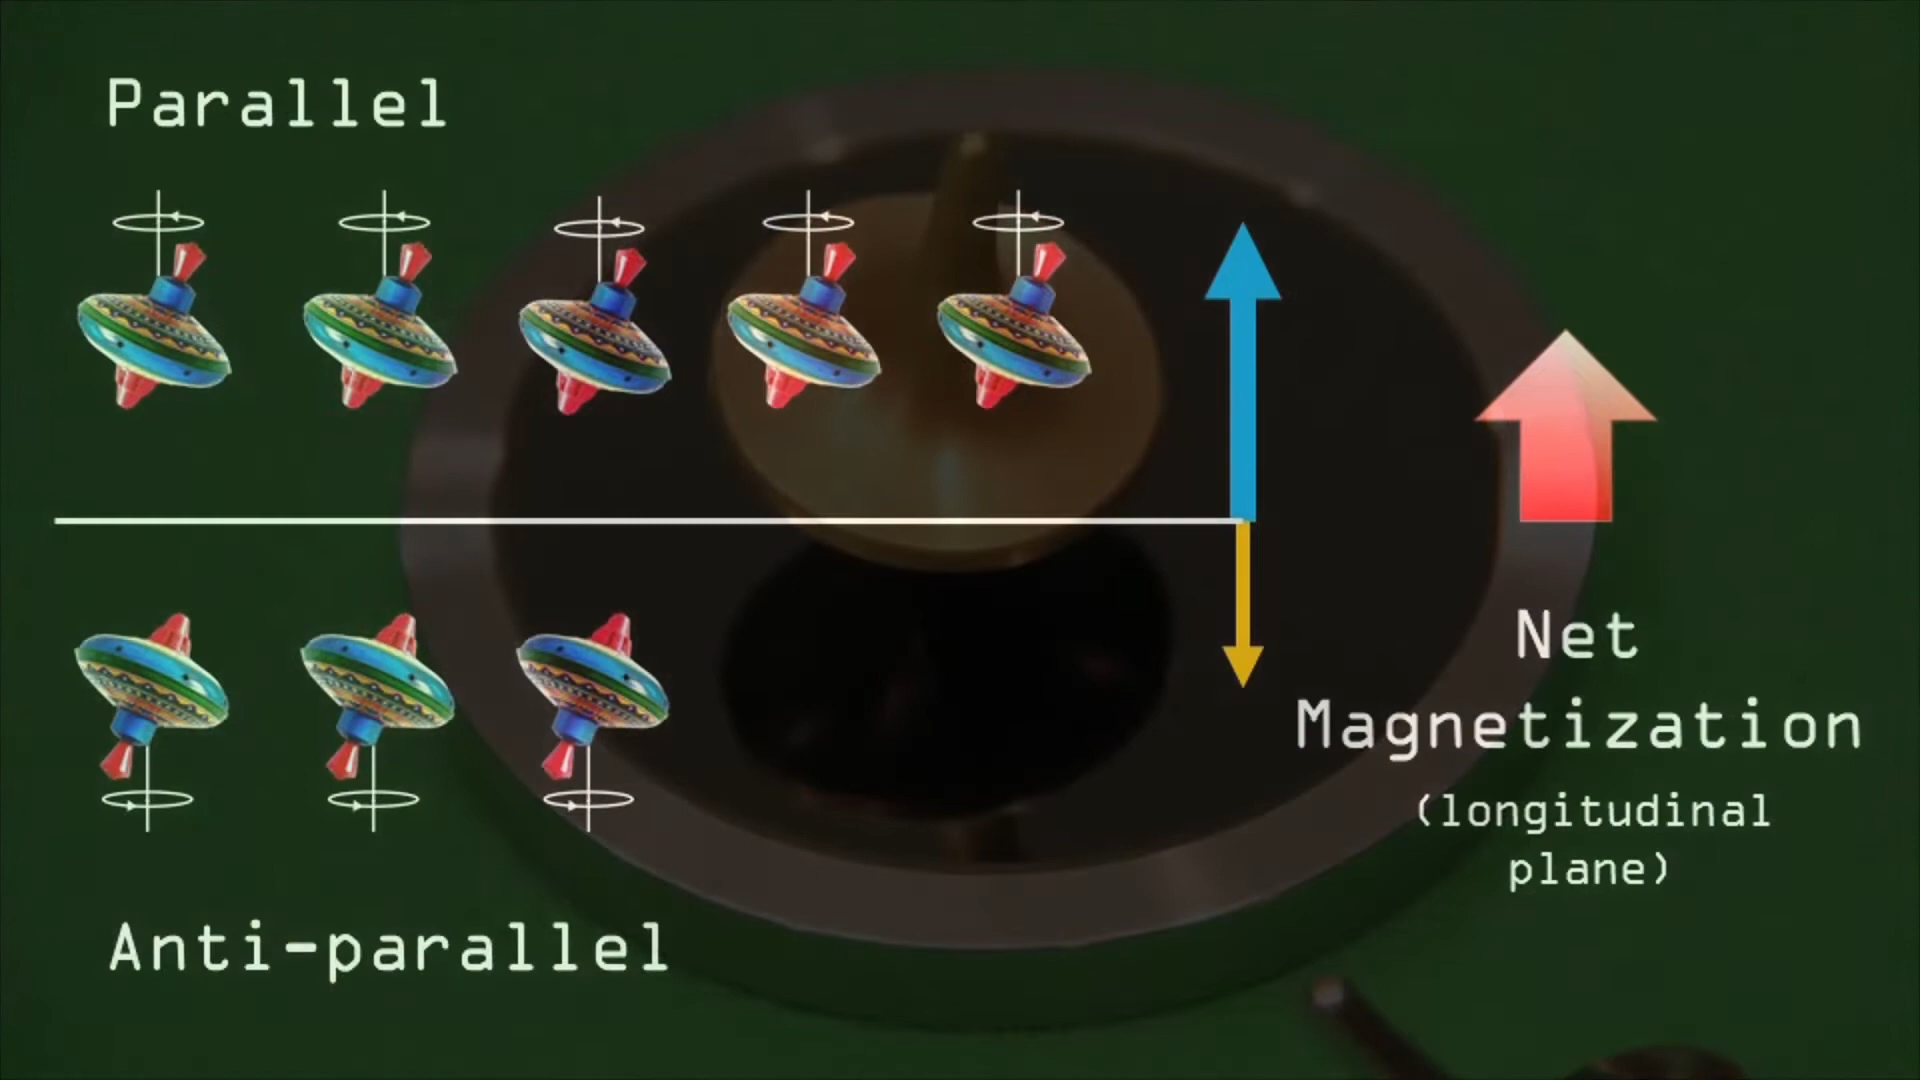 Parallel
Net
Magnetization
(longitudinal
plane)
Anti-parallel